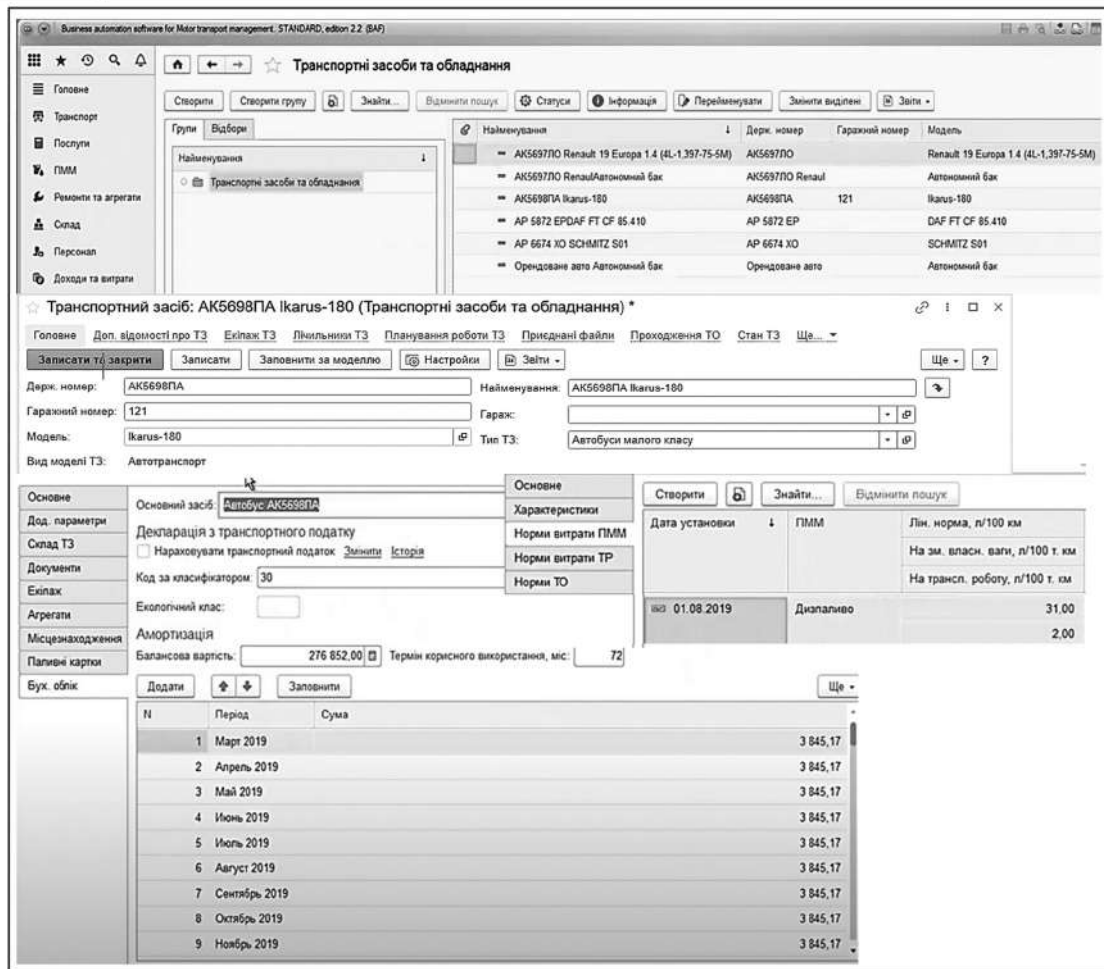 Business automation software for Motor transport management. STANDARD, edition 2.2 (BAF)
Транспортні засоби та обладнання
Головне
Транспорт
Послуги
ПММ
Ремонти та агрегати
Склад
Персонал
Доходи та витрати
Створити Створити групу Знайти... Відмінити пошук Статуси Інформація Перейменувати Змінити виділені Звіти
Групи Відбори
Найменування
Транспортні засоби та обладнання
Найменування Держ. номер Гаражний номер Модель
АК5697ЛО Renault 19 Europa 1.4 (4L-1,397-75-5M) АК5697ЛО Renault 19 Europa 1.4 (4L-1,397-75-5M)
АК5697ЛО RenaulАвтономний бак АК5697ЛО Renaul Автономний бак
АК5698ПА Ikarus-180 АК5698ПА 121 Ikarus-180
АР 5872 ЕРDAF FT CF 85.410 АР 5872 ЕР DAF FT CF 85.410
АР 6674 ХО SCHMITZ S01 АР 6674 ХО SCHMITZ S01
Орендоване авто Автономний бак Орендоване авто Автономний бак
Транспортний засіб: АК5698ПА Ikarus-180 (Транспортні засоби та обладнання) *
Головне Доп. відомості про ТЗ Екіпаж ТЗ Лічильники ТЗ Планування роботи ТЗ Приєднані файли Проходження ТО Стан ТЗ Ще...
Записати та закрити Записати Заповнити за моделлю Настройки Звіти Ще ?
Держ. номер: АК5698ПА Найменування: АК5698ПА Ikarus-180
Гаражний номер: 121 Гараж:
Модель: Ikarus-180 Тип ТЗ: Автобуси малого класу
Вид моделі ТЗ: Автотранспорт
Основне
Дод. параметри
Склад ТЗ
Документи
Екіпаж
Агрегати
Місцезнаходження
Паливні картки
Бух. облік
Основний засіб: Автобус АК5698ПА
Декларація з транспортного податку
Нараховувати транспортний податок Змінити Історія
Код за класифікатором: 30
Екологічний клас:
Амортизація
Балансова вартість: 276 852,00 Термін корисного використання, міс: 72
Основне
Характеристики
Норми витрати ПММ
Норми витрати ТР
Норми ТО
Створити Знайти... Відмінити пошук
Дата установки ПММ Лін. норма, л/100 км
На зм. власн. ваги, л/100 т. км
На трансп. роботу, л/100 т. км
01.08.2019 Дизпаливо 31,00
2,00
Додати Заповнити Ще
N Період Сума
1 Март 2019 3 845,17
2 Апрель 2019 3 845,17
3 Май 2019 3 845,17
4 Июнь 2019 3 845,17
5 Июль 2019 3 845,17
6 Август 2019 3 845,17
7 Сентябрь 2019 3 845,17
8 Октябрь 2019 3 845,17
9 Ноябрь 2019 3 845,17